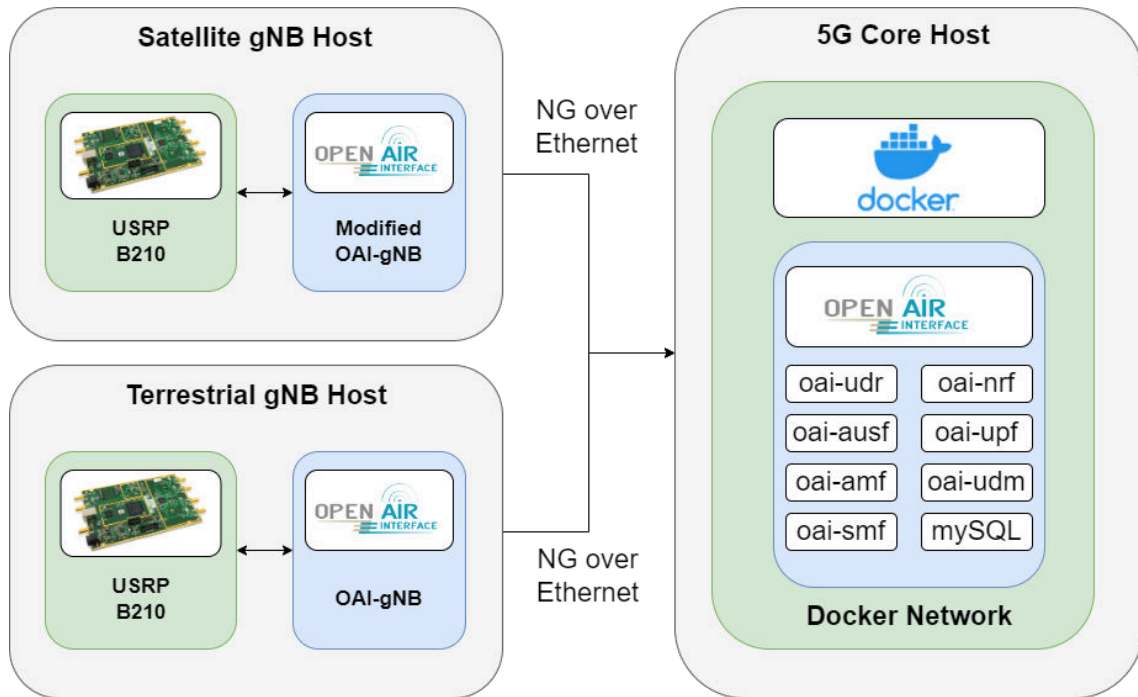 Satellite gNB Host
OPEN AIR
INTERFACE
USRP
B210
Modified
OAI-gNB
NG over
Ethernet
Terrestrial gNB Host
OPEN AIR
INTERFACE
USRP
B210
OAI-gNB
NG over
Ethernet
5G Core Host
docker
OPEN AIR
INTERFACE
oai-udr
oai-nrf
oai-ausf
oai-upf
oai-amf
oai-udm
oai-smf
mySQL
Docker Network